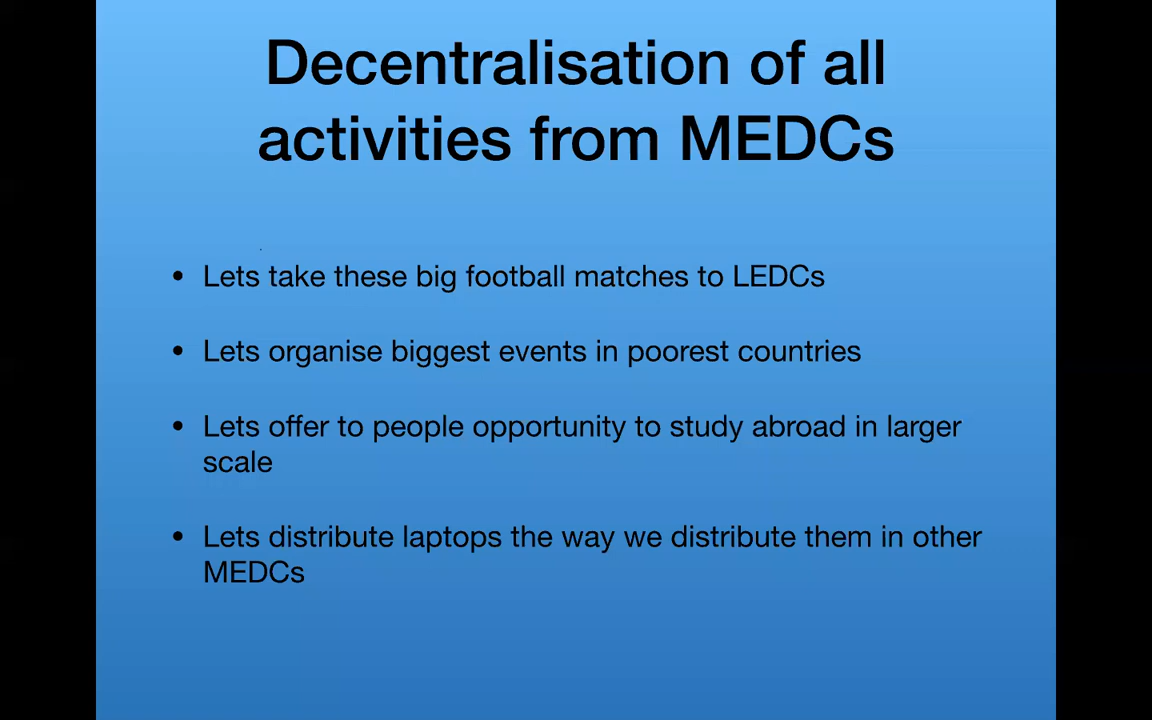 Decentralisation of all
activities from MEDCs
• Lets take these big football matches to LEDCs
• Lets organise biggest events in poorest countries
• Lets offer to people opportunity to study abroad in larger
scale
• Lets distribute laptops the way we distribute them in other
MEDCs